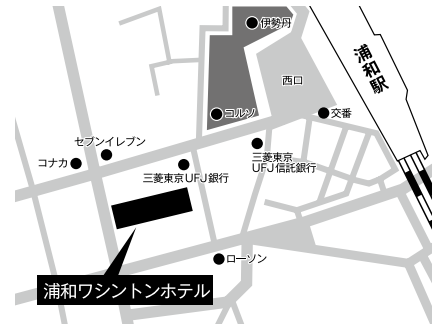 伊勢丹
浦和駅
西口
コルソ
交番
セブンイレブン
コナカ
三菱東京UFJ銀行
三菱東京
UFJ信託銀行
ローソン
浦和ワシントンホテル